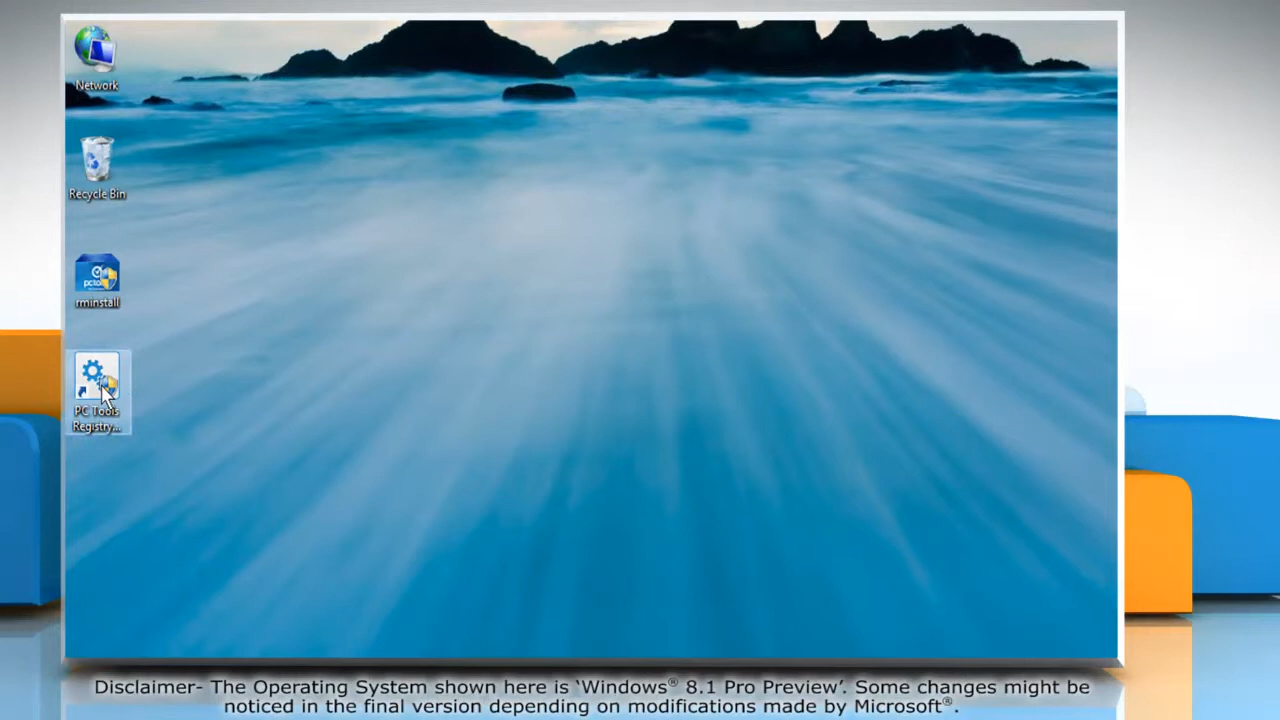 Network
Recycle Bin
rminstall
PC Tools
Registry...
Disclaimer- The Operating System shown here is ‘Windows® 8.1 Pro Preview’. Some changes might be
noticed in the final version depending on modifications made by Microsoft®.